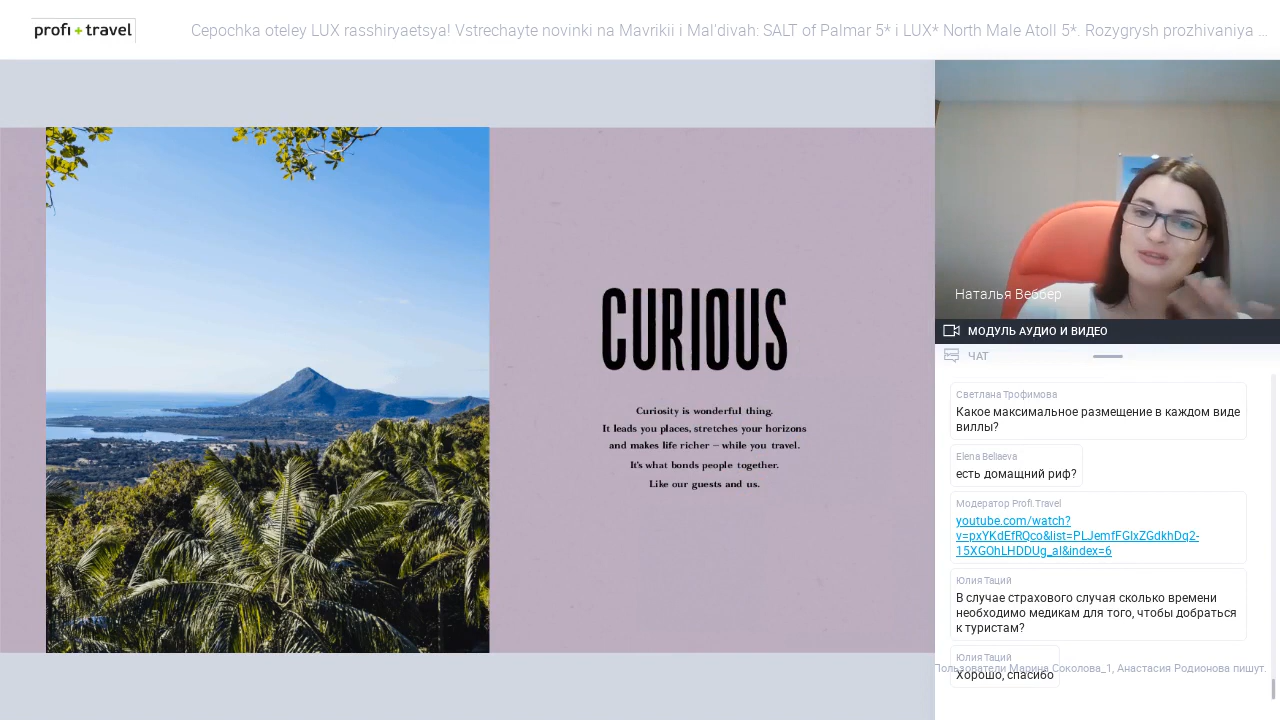 profi + travel
Cepochka oteley LUX rasshiryaetsya! Vstrechayte novinki na Mavrikii i Mal'divah: SALT of Palmar 5* i LUX* North Male Atoll 5*. Rozygrysh prozhivaniya ...
CURIOUS
Curiosity is wonderful thing.
It leads you places, stretches your horizons
and makes life richer – while you travel.
It's what bonds people together.
Like our guests and us.
Наталья Веббер
МОДУЛЬ АУДИО И ВИДЕО
ЧАТ
Светлана Трофимова
Какое максимальное размещение в каждом виде
виллы?
Elena Beliaeva
есть домащний риф?
Модератор Profi.Travel
youtube.com/watch?
v=pxYKdEfRQco&list=PLJemfFGIxZGdkhDq2-
15XGOhLHDDUg_al&index=6
Юлия Таций
В случае страхового случая сколько времени
необходимо медикам для того, чтобы добраться
к туристам?
Юлия Таций
Пользователи Марина Соколова_1, Анастасия Родионова пишут.
Хорошо, спасибо